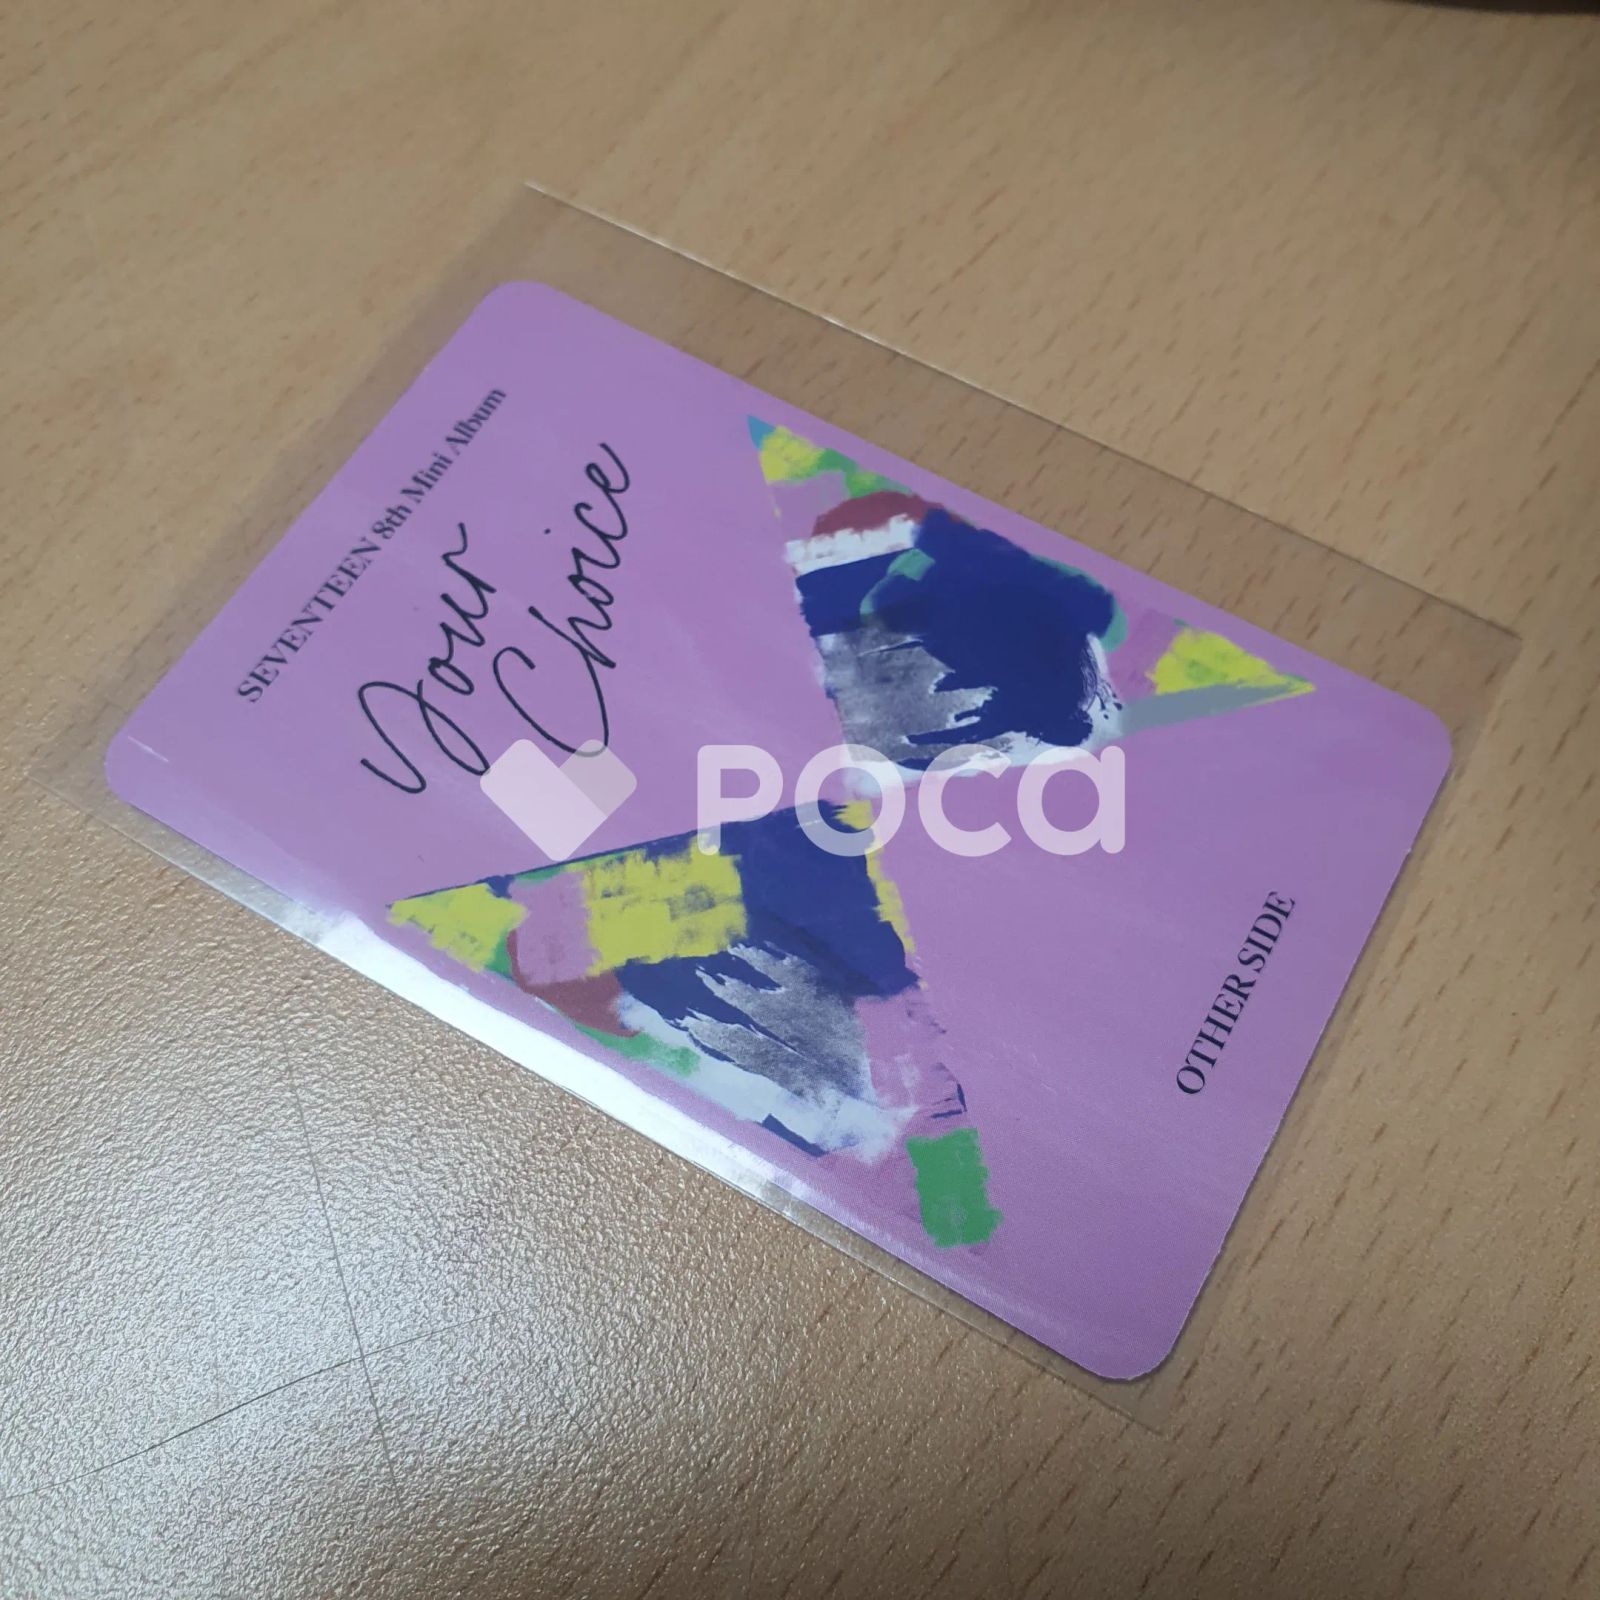 SEVENTEEN 8th Mini Album
Your
Choice
POCA
OTHER SIDE